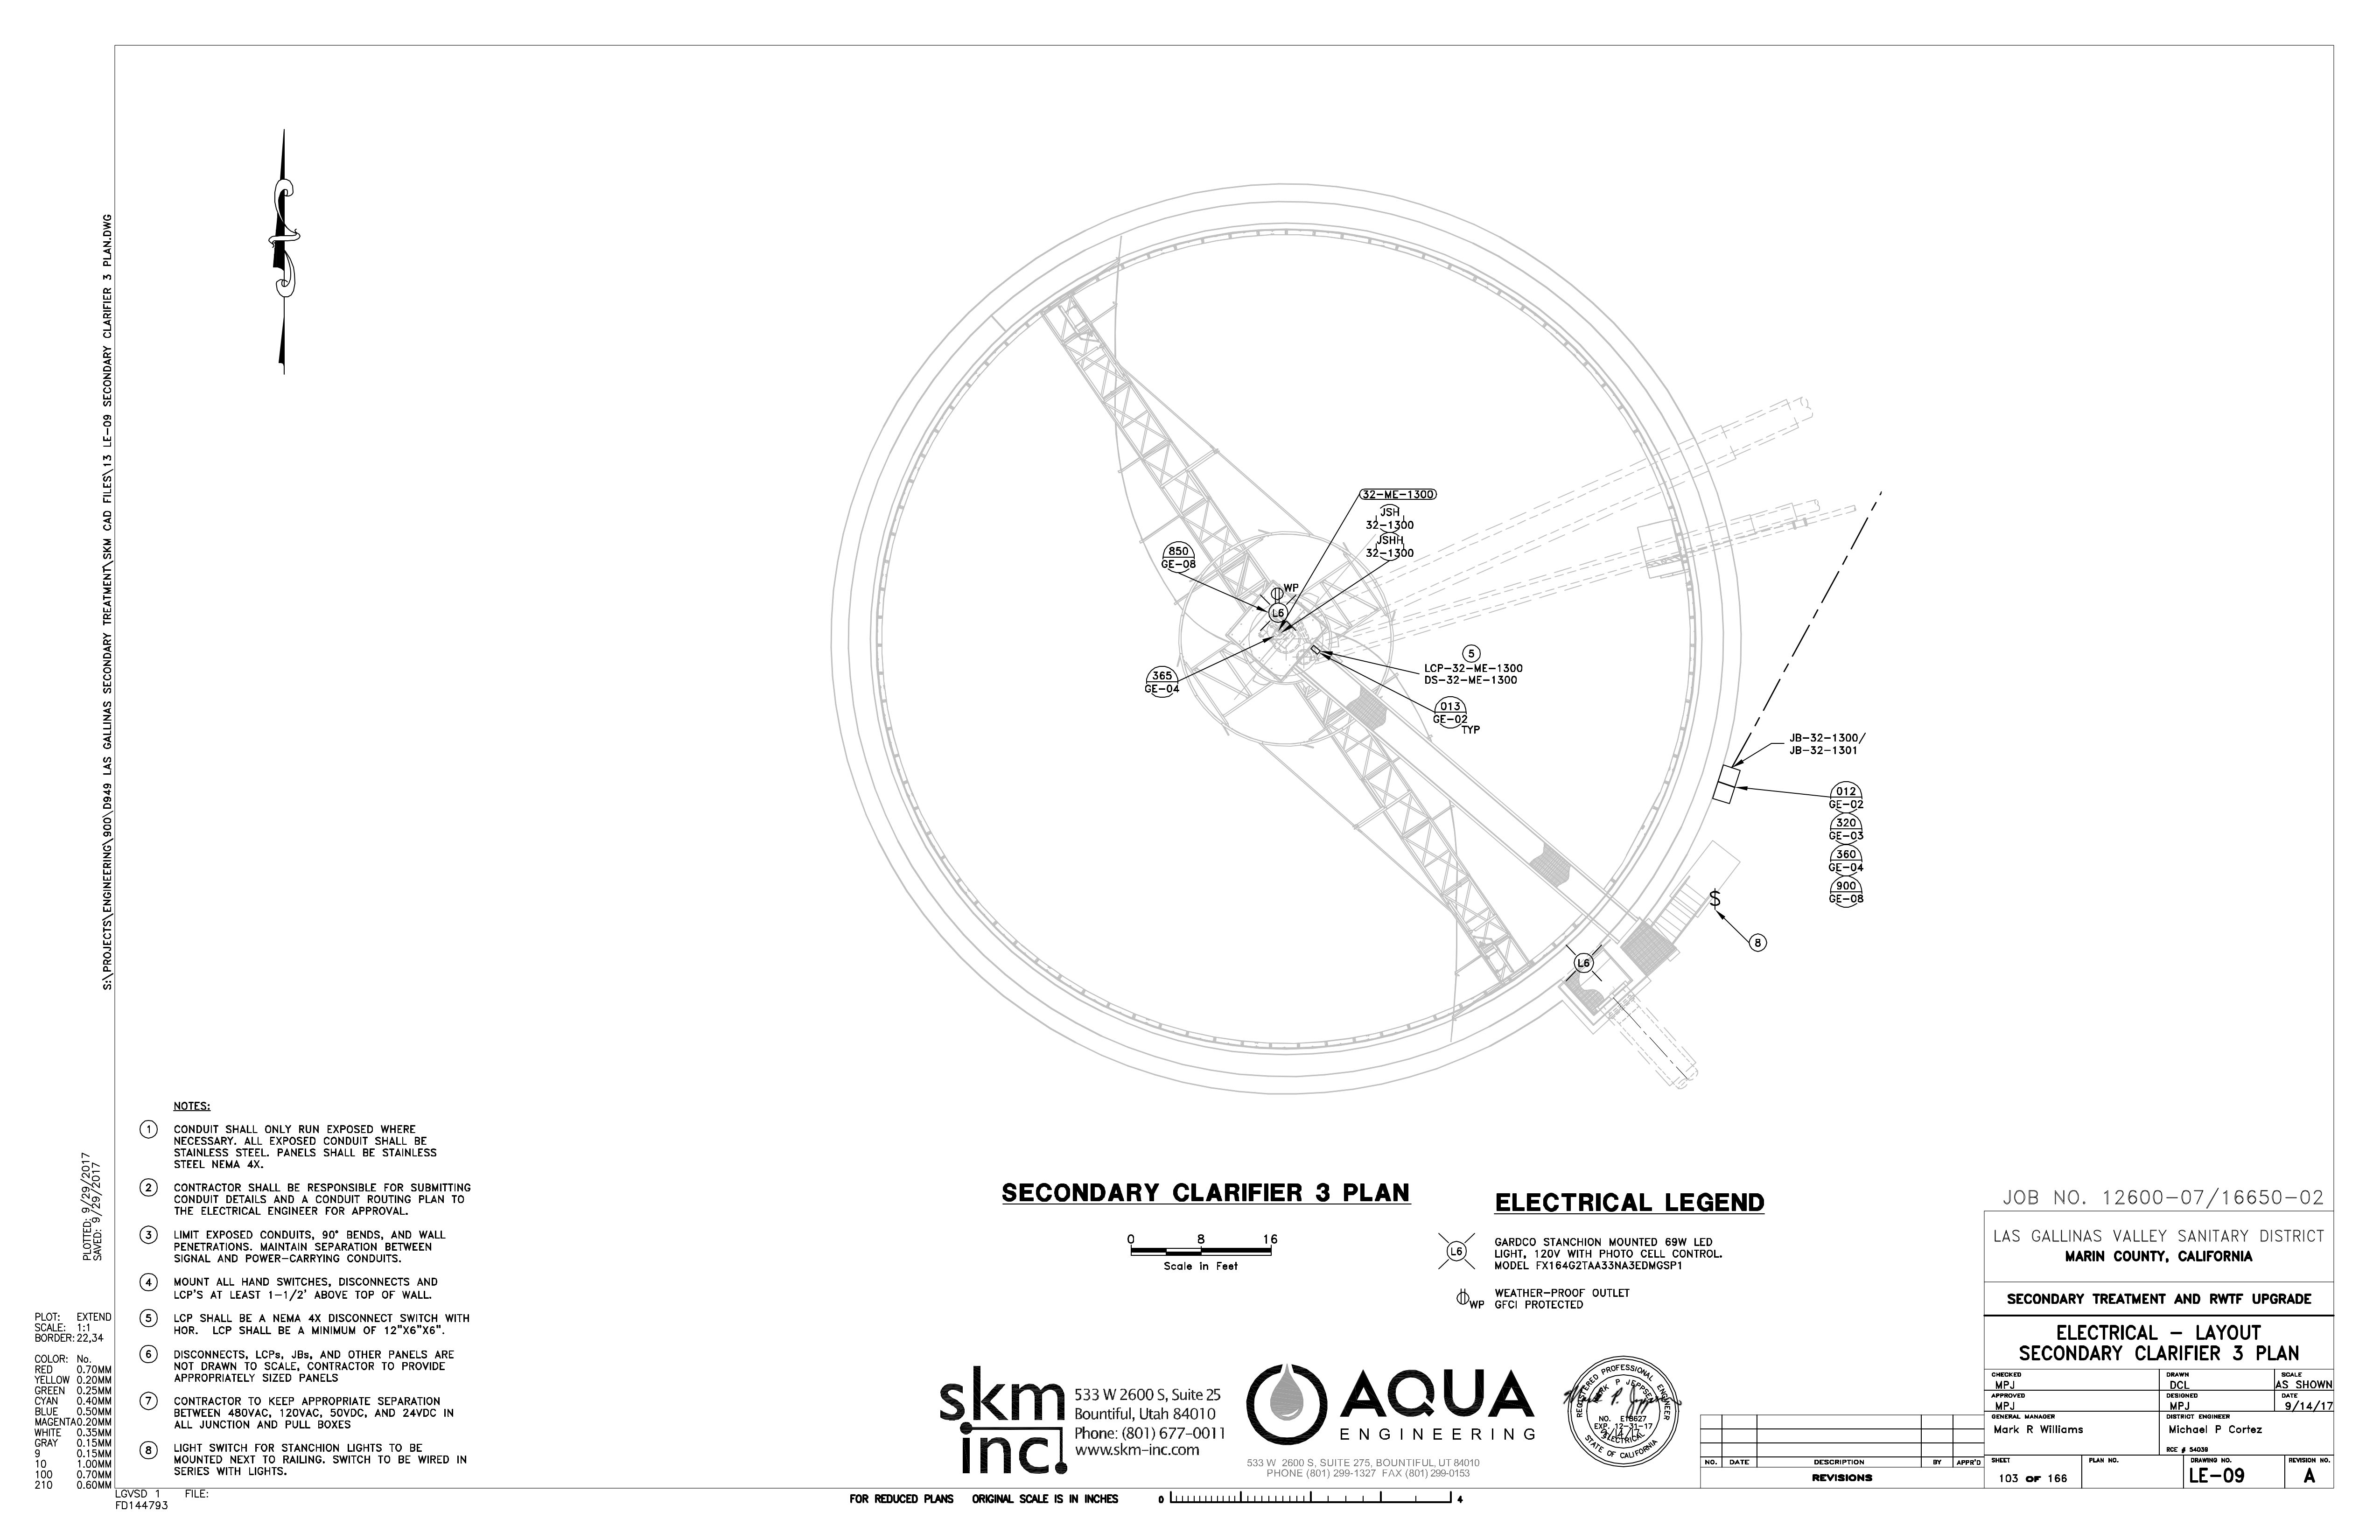 S:\PROJECTS\ENGINEERING\900\D949 LAS GALLINAS SECONDARY TREATMENT\SKM CAD FILES\13 LE-09 SECONDARY CLARIFIER 3 PLAN.DWG
PLOTTED: 9/29/2017
SAVED: 9/29/2017
PLOT: EXTEND
SCALE: 1:1
BORDER: 22,34
COLOR: No.
RED 0.70MM
YELLOW 0.20MM
GREEN 0.25MM
CYAN 0.40MM
BLUE 0.50MM
MAGENTA 0.20MM
WHITE 0.35MM
GRAY 0.15MM
9 0.15MM
10 1.00MM
100 0.70MM
210 0.60MM
LGVSD 1 FILE:
FD144793
32-ME-1300
JSH
32-1300
JSHH
32-1300
850
GE-08
WP
L6
365
GE-04
5
LCP-32-ME-1300
DS-32-ME-1300
013
GE-02
TYP
JB-32-1300/
JB-32-1301
012
GE-02
320
GE-03
360
GE-04
900
GE-08
$
8
L6
NOTES:
1 CONDUIT SHALL ONLY RUN EXPOSED WHERE
NECESSARY. ALL EXPOSED CONDUIT SHALL BE
STAINLESS STEEL. PANELS SHALL BE STAINLESS
STEEL NEMA 4X.
2 CONTRACTOR SHALL BE RESPONSIBLE FOR SUBMITTING
CONDUIT DETAILS AND A CONDUIT ROUTING PLAN TO
THE ELECTRICAL ENGINEER FOR APPROVAL.
3 LIMIT EXPOSED CONDUITS, 90° BENDS, AND WALL
PENETRATIONS. MAINTAIN SEPARATION BETWEEN
SIGNAL AND POWER-CARRYING CONDUITS.
4 MOUNT ALL HAND SWITCHES, DISCONNECTS AND
LCP'S AT LEAST 1-1/2' ABOVE TOP OF WALL.
5 LCP SHALL BE A NEMA 4X DISCONNECT SWITCH WITH
HOR. LCP SHALL BE A MINIMUM OF 12"X6"X6".
6 DISCONNECTS, LCPs, JBs, AND OTHER PANELS ARE
NOT DRAWN TO SCALE, CONTRACTOR TO PROVIDE
APPROPRIATELY SIZED PANELS
7 CONTRACTOR TO KEEP APPROPRIATE SEPARATION
BETWEEN 480VAC, 120VAC, 50VDC, AND 24VDC IN
ALL JUNCTION AND PULL BOXES
8 LIGHT SWITCH FOR STANCHION LIGHTS TO BE
MOUNTED NEXT TO RAILING. SWITCH TO BE WIRED IN
SERIES WITH LIGHTS.
SECONDARY CLARIFIER 3 PLAN
0 8 16
Scale in Feet
ELECTRICAL LEGEND
L6
GARDCO STANCHION MOUNTED 69W LED
LIGHT, 120V WITH PHOTO CELL CONTROL.
MODEL FX164G2TAA33NA3EDMGSP1
WP
WEATHER-PROOF OUTLET
GFCI PROTECTED
skm
inc.
533 W 2600 S, Suite 25
Bountiful, Utah 84010
Phone: (801) 677-0011
www.skm-inc.com
AQUA
ENGINEERING
533 W 2600 S, SUITE 275, BOUNTIFUL, UT 84010
PHONE (801) 299-1327 FAX (801) 299-0153
REGISTERED PROFESSIONAL ENGINEER
MARK P JEPPSEN
NO. E18627
EXP. 12-31-17
9/14/17
ELECTRICAL
STATE OF CALIFORNIA
FOR REDUCED PLANS ORIGINAL SCALE IS IN INCHES
0 4
NO. DATE DESCRIPTION BY APPR'D
REVISIONS
JOB NO. 12600-07/16650-02
LAS GALLINAS VALLEY SANITARY DISTRICT
MARIN COUNTY, CALIFORNIA
SECONDARY TREATMENT AND RWTF UPGRADE
ELECTRICAL - LAYOUT
SECONDARY CLARIFIER 3 PLAN
CHECKED DRAWN SCALE
MPJ DCL AS SHOWN
APPROVED DESIGNED DATE
MPJ MPJ 9/14/17
GENERAL MANAGER DISTRICT ENGINEER
Mark R Williams Michael P Cortez
RCE # 54039
SHEET PLAN NO. DRAWING NO. REVISION NO.
103 OF 166 LE-09 A